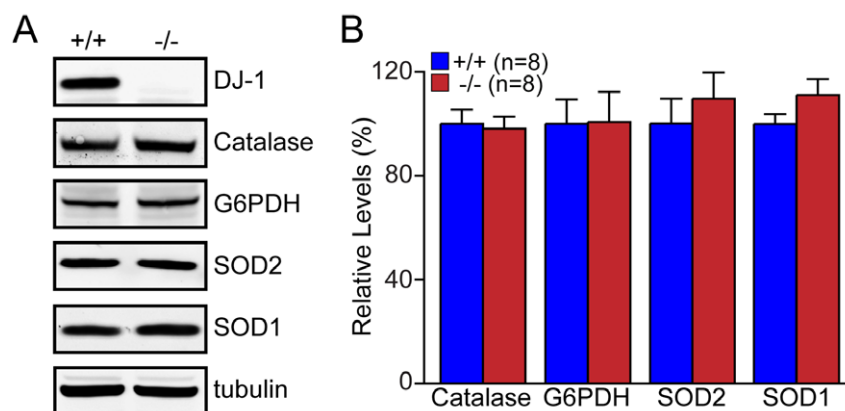 A
+/+ -/-
DJ-1
Catalase
G6PDH
SOD2
SOD1
tubulin
B
+/+ (n=8)
-/- (n=8)
Relative Levels (%)
120
80
40
0
Catalase G6PDH SOD2 SOD1